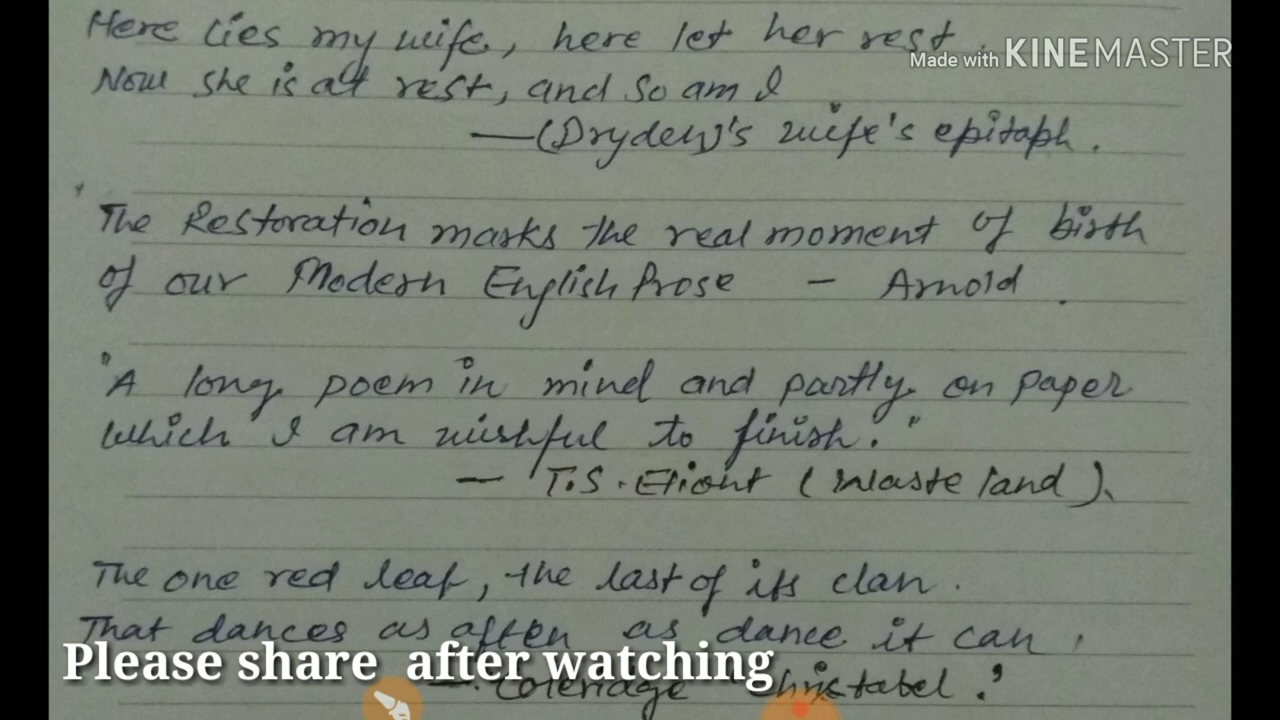 Here lies my wife, here let her rest.
Made with KINEMASTER
Now she is at rest, and so am I
—(Dryden)'s wife's epitaph.
The Restoration marks the real moment of birth
of our Modern English Prose - Arnold.
"A long poem in mind and partly on paper
which I am wishful to finish."
— T.S. Eliont (Waste land).
The one red leaf, the last of its clan.
That dances as often as dance it can,
Please share after watching
—. Coleridge "Christabel."